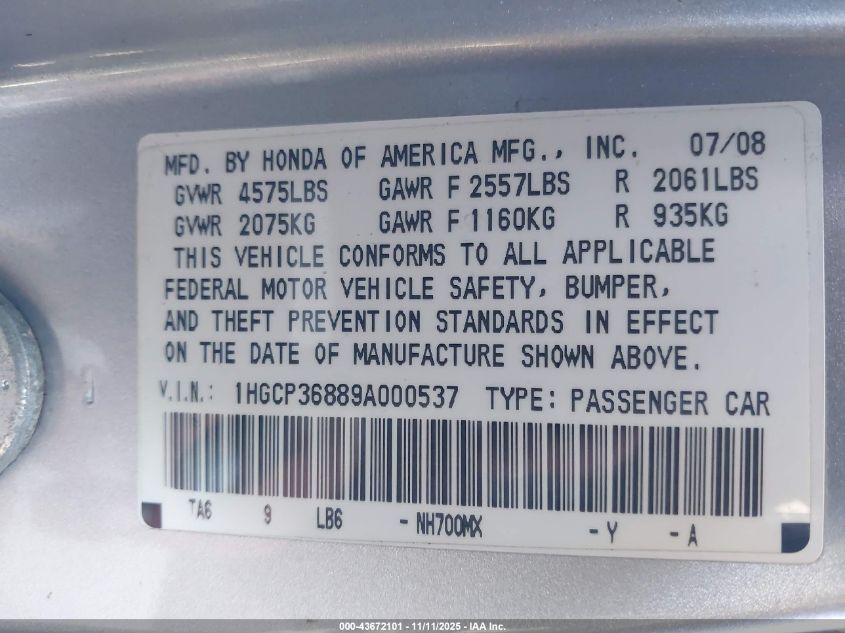 MFD. BY HONDA OF AMERICA MFG., INC. 07/08
GVWR 4575LBS GAWR F 2557LBS R 2061LBS
GVWR 2075KG GAWR F 1160KG R 935KG
THIS VEHICLE CONFORMS TO ALL APPLICABLE
FEDERAL MOTOR VEHICLE SAFETY, BUMPER,
AND THEFT PREVENTION STANDARDS IN EFFECT
ON THE DATE OF MANUFACTURE SHOWN ABOVE.
V.I.N.: 1HGCP36889A000537 TYPE: PASSENGER CAR
TA6 9 LB6 - NH700MX - Y - A
000-43672101 - 11/11/2025 - IAA Inc.